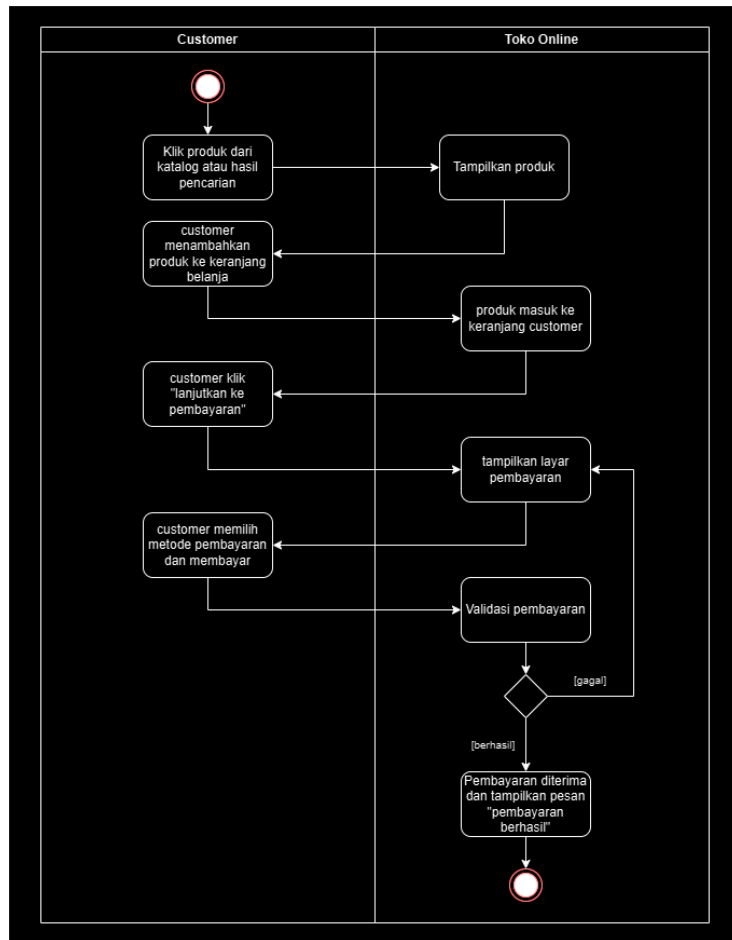 Customer
Toko Online
Klik produk dari
katalog atau hasil
pencarian
Tampilkan produk
customer
menambahkan
produk ke keranjang
belanja
produk masuk ke
keranjang customer
customer klik
"lanjutkan ke
pembayaran"
tampilkan layar
pembayaran
customer memilih
metode pembayaran
dan membayar
Validasi pembayaran
[gagal]
[berhasil]
Pembayaran diterima
dan tampilkan pesan
"pembayaran
berhasil"